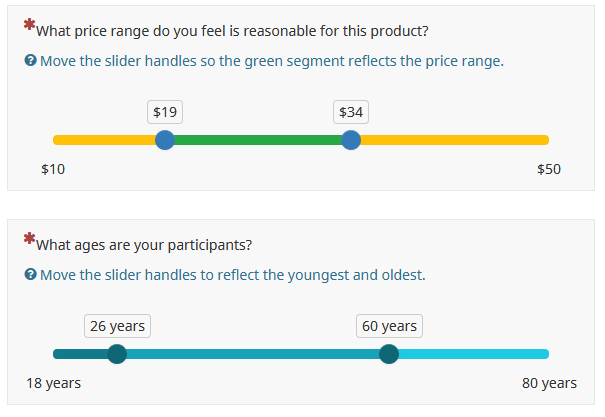 ✱What price range do you feel is reasonable for this product?
? Move the slider handles so the green segment reflects the price range.
$19 $34
$10 $50
✱What ages are your participants?
? Move the slider handles to reflect the youngest and oldest.
26 years 60 years
18 years 80 years